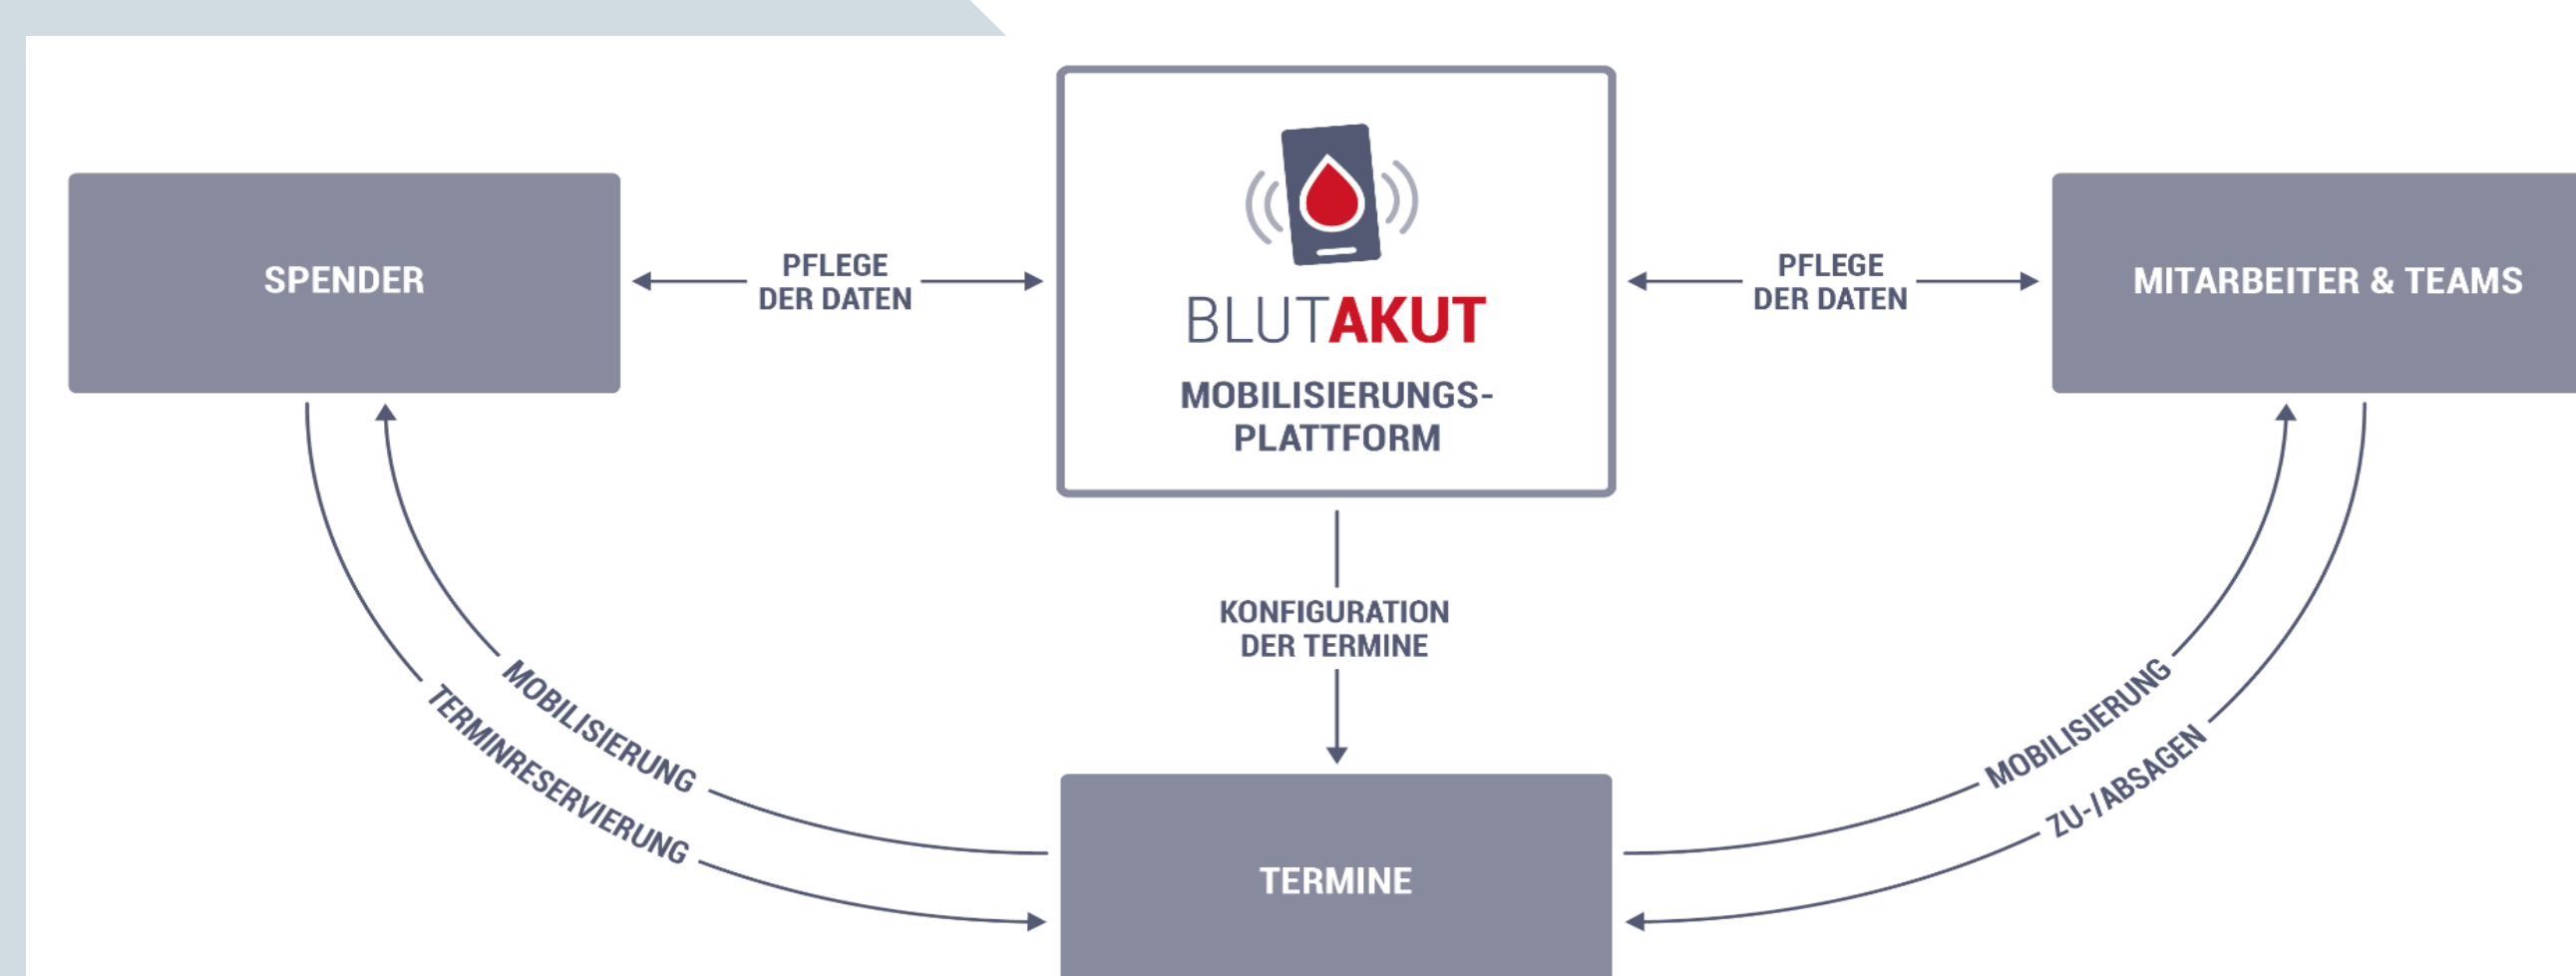 SPENDER
PFLEGE
DER DATEN
BLUTAKUT
MOBILISIERUNGS-
PLATTFORM
PFLEGE
DER DATEN
MITARBEITER & TEAMS
KONFIGURATION
DER TERMINE
MOBILISIERUNG
TERMINRESERVIERUNG
MOBILISIERUNG
ZU-/ABSAGEN
TERMINE